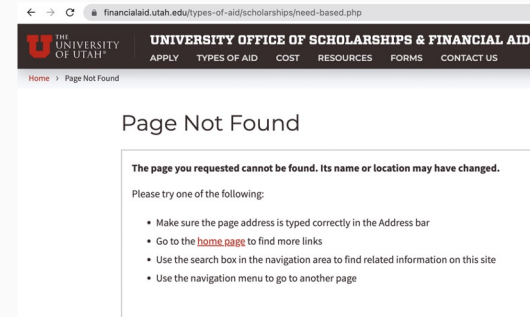 financialaid.utah.edu/types-of-aid/scholarships/need-based.php
THE
UNIVERSITY
OF UTAH®
UNIVERSITY OFFICE OF SCHOLARSHIPS & FINANCIAL AID
APPLY TYPES OF AID COST RESOURCES FORMS CONTACT US
Home > Page Not Found
Page Not Found
The page you requested cannot be found. Its name or location may have changed.
Please try one of the following:
• Make sure the page address is typed correctly in the Address bar
• Go to the home page to find more links
• Use the search box in the navigation area to find related information on this site
• Use the navigation menu to go to another page